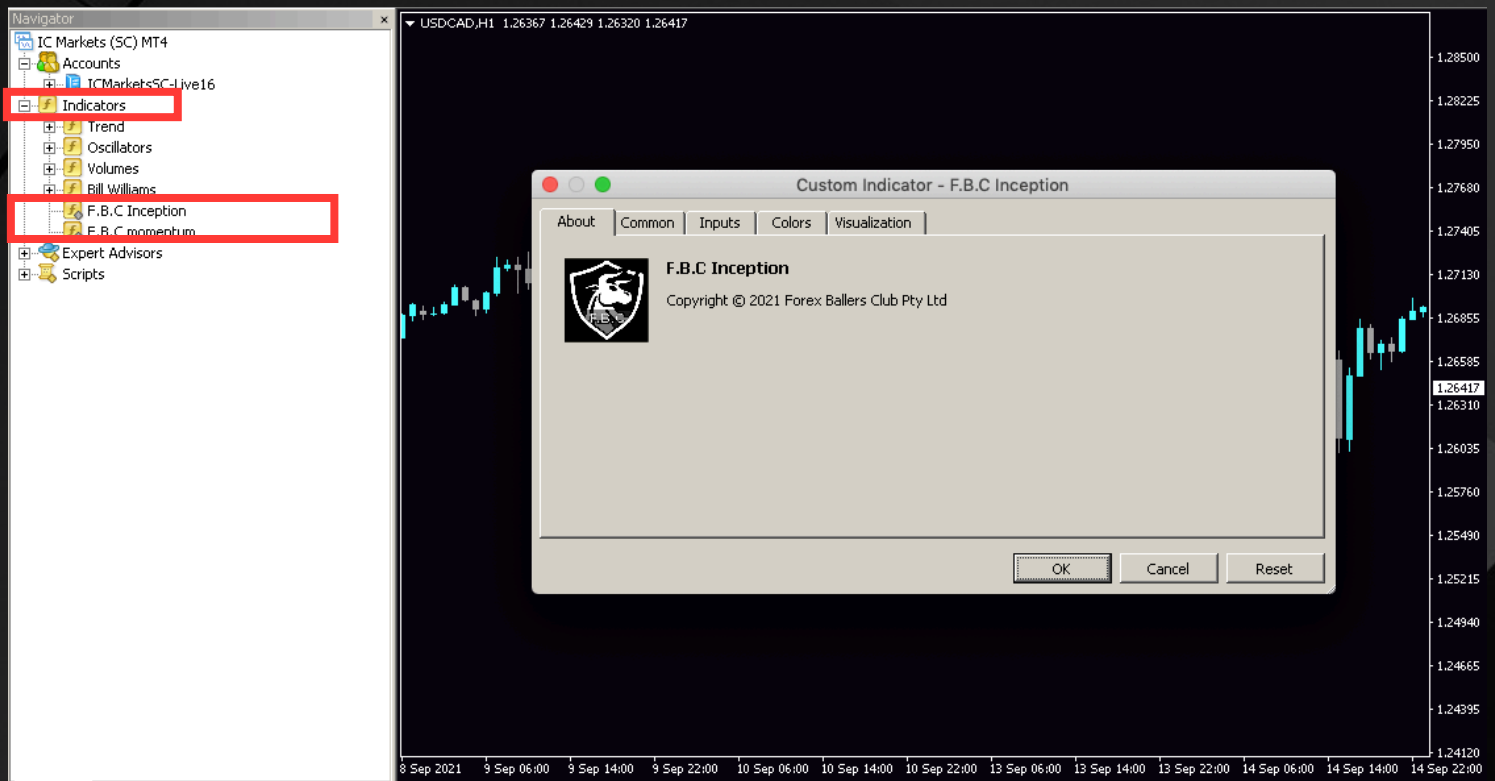 Navigator
IC Markets (SC) MT4
Accounts
ICMarketsSC-Live16
Indicators
Trend
Oscillators
Volumes
Bill Williams
F.B.C Inception
F.B.C momentum
Expert Advisors
Scripts
USDCAD,H1 1.26367 1.26429 1.26320 1.26417
Custom Indicator - F.B.C Inception
About Common Inputs Colors Visualization
F.B.C
F.B.C Inception
Copyright © 2021 Forex Ballers Club Pty Ltd
OK Cancel Reset
1.28500
1.28225
1.27950
1.27680
1.27405
1.27130
1.26855
1.26585
1.26417
1.26310
1.26035
1.25760
1.25490
1.25215
1.24940
1.24665
1.24395
1.24120
8 Sep 2021 9 Sep 06:00 9 Sep 14:00 9 Sep 22:00 10 Sep 06:00 10 Sep 14:00 10 Sep 22:00 13 Sep 06:00 13 Sep 14:00 13 Sep 22:00 14 Sep 06:00 14 Sep 14:00 14 Sep 22:00